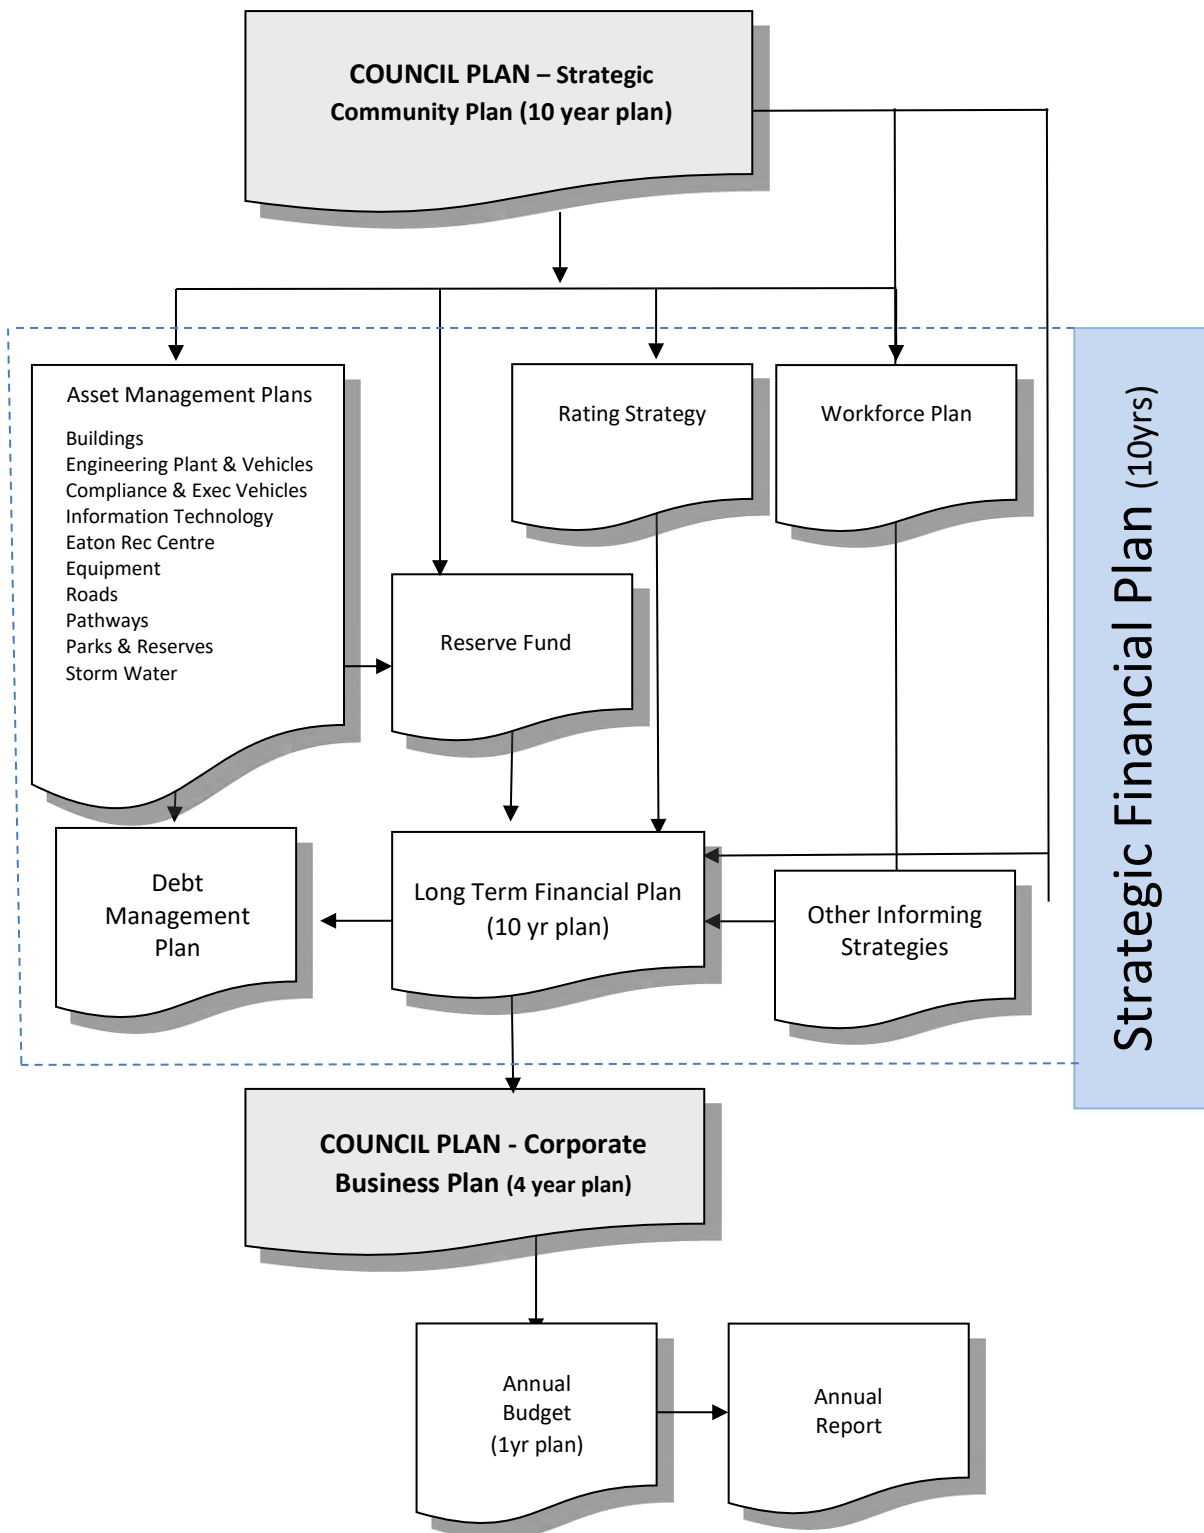 COUNCIL PLAN – Strategic
Community Plan (10 year plan)
Asset Management Plans
Buildings
Engineering Plant & Vehicles
Compliance & Exec Vehicles
Information Technology
Eaton Rec Centre
Equipment
Roads
Pathways
Parks & Reserves
Storm Water
Rating Strategy
Workforce Plan
Reserve Fund
Debt
Management
Plan
Long Term Financial Plan
(10 yr plan)
Other Informing
Strategies
Strategic Financial Plan (10yrs)
COUNCIL PLAN - Corporate
Business Plan (4 year plan)
Annual
Budget
(1yr plan)
Annual
Report